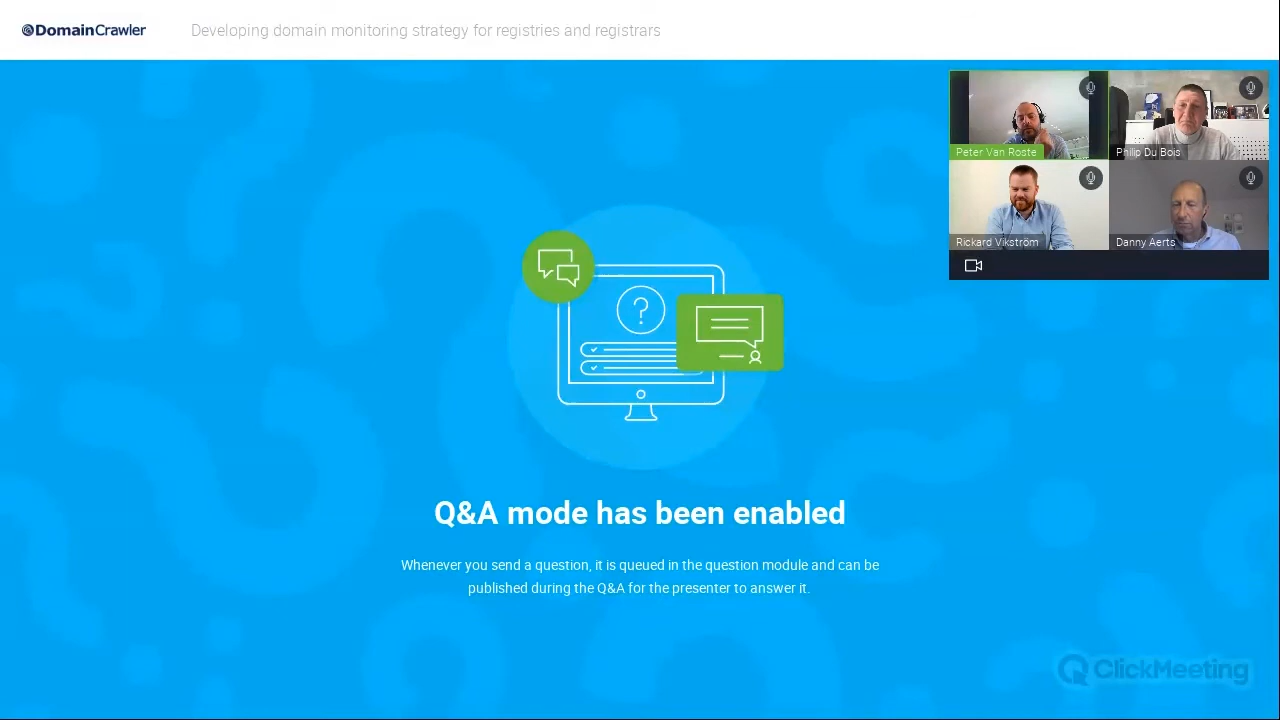 DomainCrawler
Developing domain monitoring strategy for registries and registrars
Peter Van Roste
Philip Du Bois
Rickard Vikström
Danny Aerts
?
Q&A mode has been enabled
Whenever you send a question, it is queued in the question module and can be
published during the Q&A for the presenter to answer it.
ClickMeeting